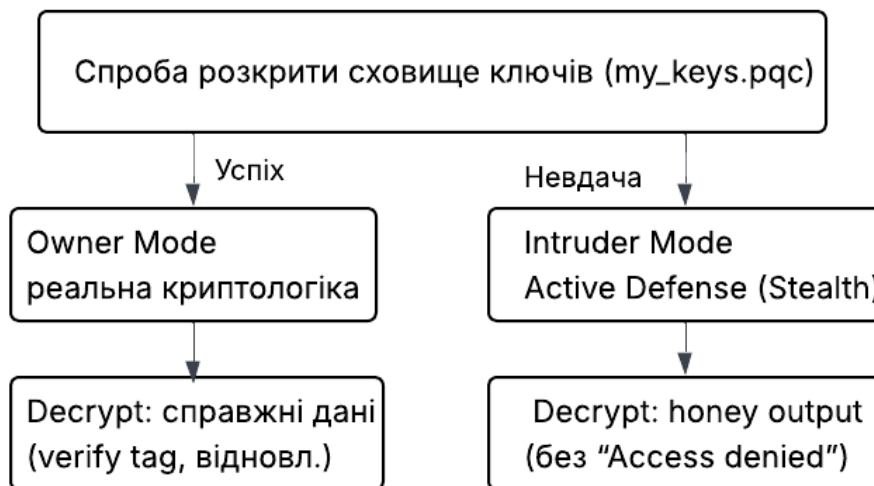 Спроба розкрити сховище ключів (my_keys.pqc)
Успіх
Невдача
Owner Mode
реальна криптологіка
Intruder Mode
Active Defense (Stealth)
Decrypt: справжні дані
(verify tag, відновл.)
Decrypt: honey output
(без “Access denied”)